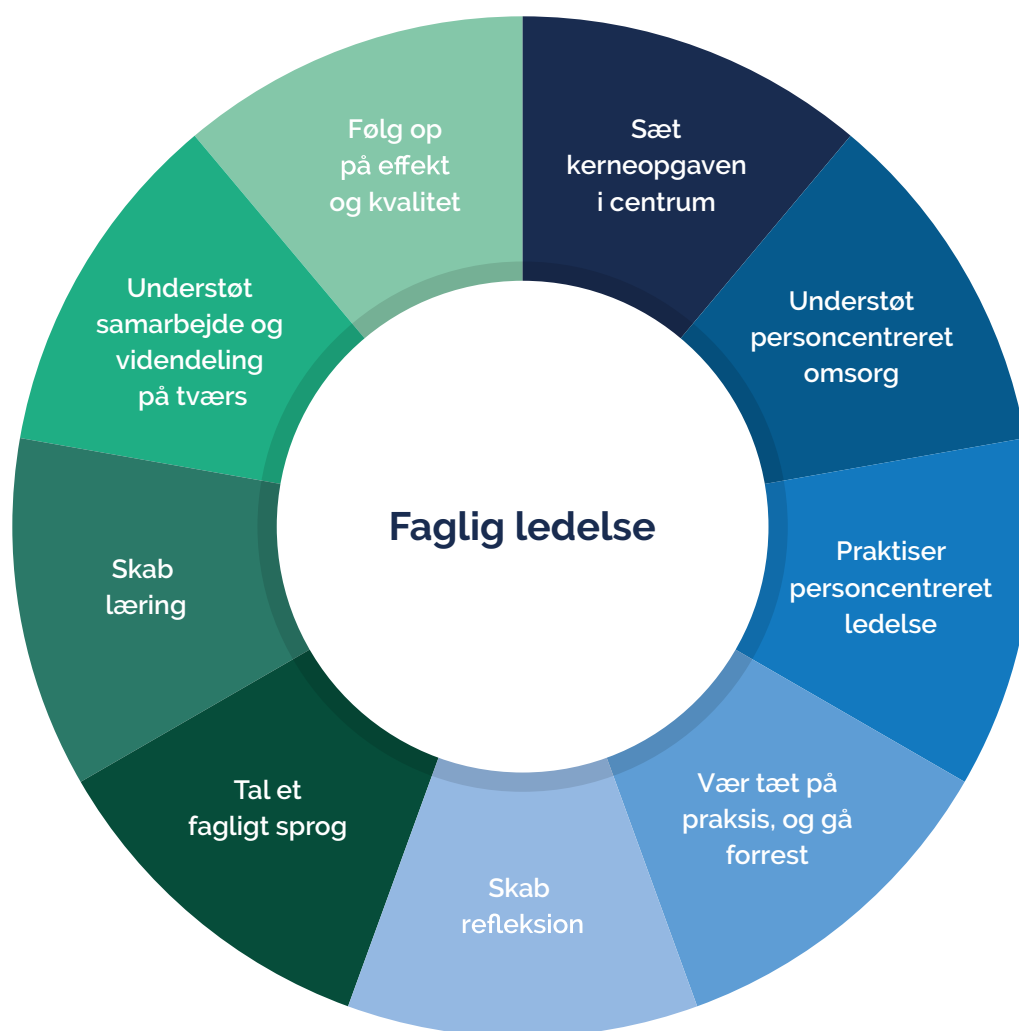 Sæt
kerneopgaven
i centrum
Understøt
personcentreret
omsorg
Praktiser
personcentreret
ledelse
Vær tæt på
praksis, og gå
forrest
Skab
refleksion
Tal et
fagligt sprog
Skab
læring
Understøt
samarbejde og
videndeling
på tværs
Følg op
på effekt
og kvalitet
Faglig ledelse